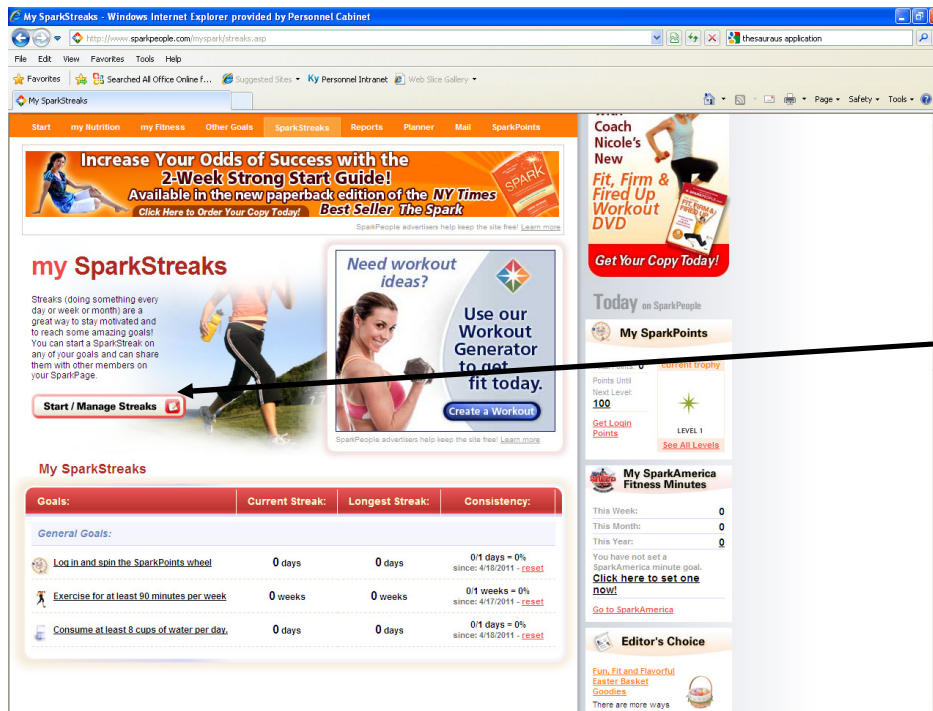 My SparkStreaks - Windows Internet Explorer provided by Personnel Cabinet
http://www.sparkpeople.com/myspark/streaks.asp
thesauraus application
File Edit View Favorites Tools Help
Favorites
Searched All Office Online f...
Suggested Sites
Ky Personnel Intranet
Web Slice Gallery
My SparkStreaks
Page Safety Tools
Start my Nutrition my Fitness Other Goals SparkStreaks Reports Planner Mail SparkPoints
Increase Your Odds of Success with the
2-Week Strong Start Guide!
Available in the new paperback edition of the NY Times
Click Here to Order Your Copy Today! Best Seller The Spark
SPARK
SparkPeople advertisers help keep the site free! Learn more
my SparkStreaks
Streaks (doing something every
day or week or month) are a
great way to stay motivated and
to reach some amazing goals!
You can start a SparkStreak on
any of your goals and can share
them with other members on
your SparkPage.
Start / Manage Streaks
Need workout
ideas?
Use our
Workout
Generator
to get
fit today.
Create a Workout
SparkPeople advertisers help keep the site free! Learn more
My SparkStreaks
Goals: Current Streak: Longest Streak: Consistency:
General Goals:
Log in and spin the SparkPoints wheel 0 days 0 days 0/1 days = 0%
since: 4/18/2011 - reset
Exercise for at least 90 minutes per week 0 weeks 0 weeks 0/1 weeks = 0%
since: 4/17/2011 - reset
Consume at least 8 cups of water per day. 0 days 0 days 0/1 days = 0%
since: 4/18/2011 - reset
Coach
Nicole's
New
Fit, Firm &
Fired Up
Workout
DVD
FIT, FIRM &
FIRED UP
Get Your Copy Today!
Today on SparkPeople
My SparkPoints
0
current trophy
Points Until
Next Level:
100
Get Login
Points
LEVEL 1
See All Levels
My SparkAmerica
Fitness Minutes
This Week: 0
This Month: 0
This Year: 0
You have not set a
SparkAmerica minute goal.
Click here to set one
now!
Go to SparkAmerica
Editor's Choice
Fun, Fit and Flavorful
Easter Basket
Goodies
There are more ways